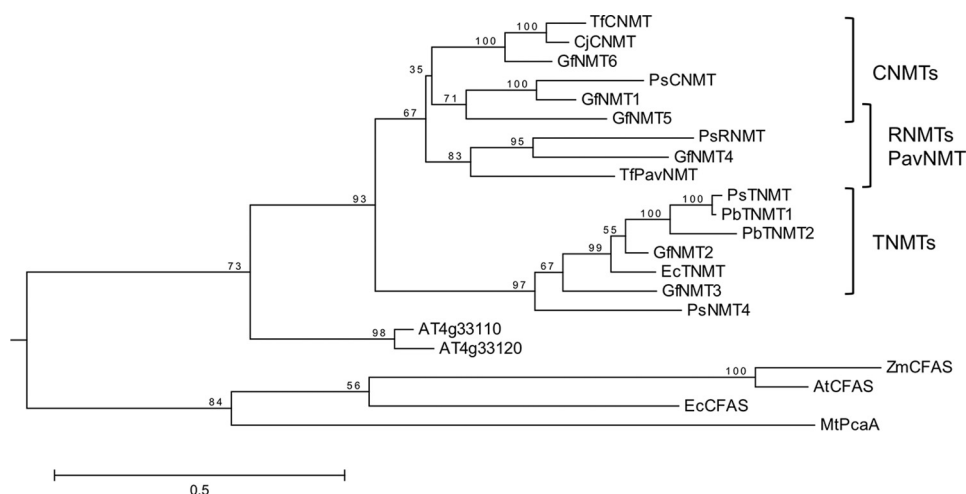 100 TfCNMT
100 CjCNMT
GfNMT6
35
CNMTs
100 PsCNMT
71 GfNMT1
67 GfNMT5
RNMTs
PavNMT
95 PsRNMT
83 GfNMT4
TfPavNMT
93
100 PsTNMT
100 PbTNMT1
PbTNMT2
55
TNMTs
99 GfNMT2
67 EcTNMT
97 GfNMT3
PsNMT4
73
98 AT4g33110
AT4g33120
100 ZmCFAS
56 AtCFAS
84 EcCFAS
MtPcaA
0.5